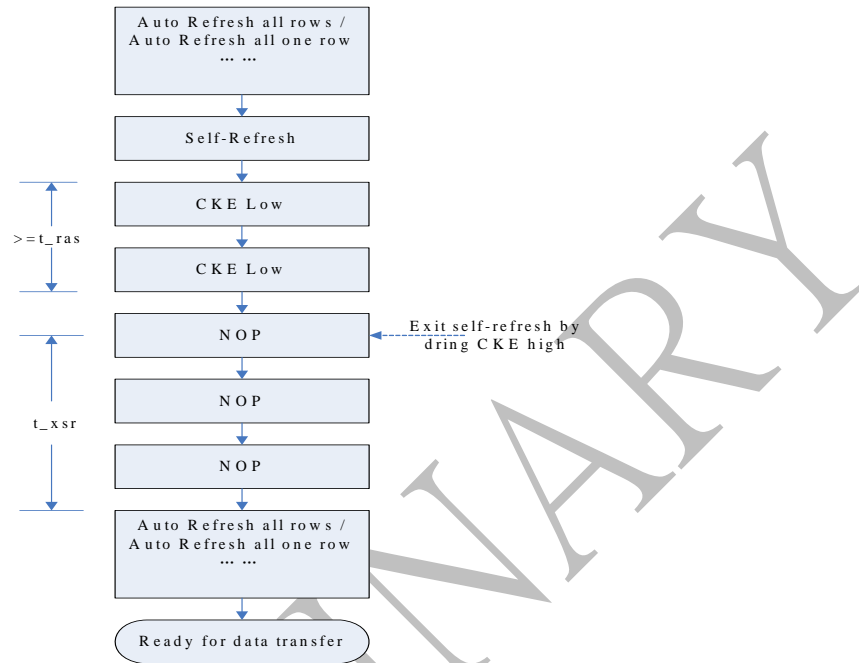 Auto Refresh all rows /
Auto Refresh all one row
... ...
Self-Refresh
CKE Low
>=t_ras
CKE Low
NOP
Exit self-refresh by
dring CKE high
NOP
t_xsr
NOP
Auto Refresh all rows /
Auto Refresh all one row
... ...
Ready for data transfer
NARY